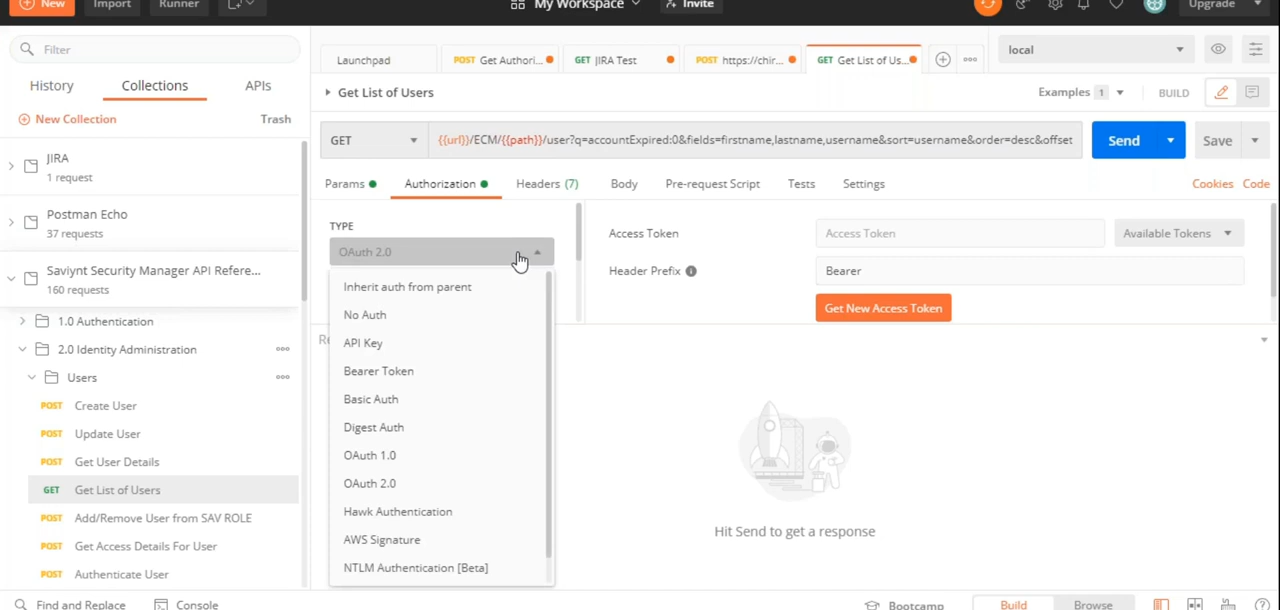 New Import Runner My Workspace Invite Upgrade
Filter
History Collections APIs
New Collection Trash
JIRA
1 request
Postman Echo
37 requests
Saviynt Security Manager API Refere...
160 requests
1.0 Authentication
2.0 Identity Administration
Users
POST Create User
POST Update User
POST Get User Details
GET Get List of Users
POST Add/Remove User from SAV ROLE
POST Get Access Details For User
POST Authenticate User
Launchpad POST Get Authori... GET JIRA Test POST https://chir... GET Get List of Us... local
Get List of Users Examples 1 BUILD
GET {{url}}/ECM/{{path}}/user?q=accountExpired:0&fields=firstname,lastname,username&sort=username&order=desc&offset Send Save
Params Authorization Headers (7) Body Pre-request Script Tests Settings Cookies Code
TYPE
OAuth 2.0
Inherit auth from parent
No Auth
API Key
Bearer Token
Basic Auth
Digest Auth
OAuth 1.0
OAuth 2.0
Hawk Authentication
AWS Signature
NTLM Authentication [Beta]
Access Token Access Token Available Tokens
Header Prefix Bearer
Get New Access Token
Hit Send to get a response
Find and Replace Console Bootcamp Build Browse